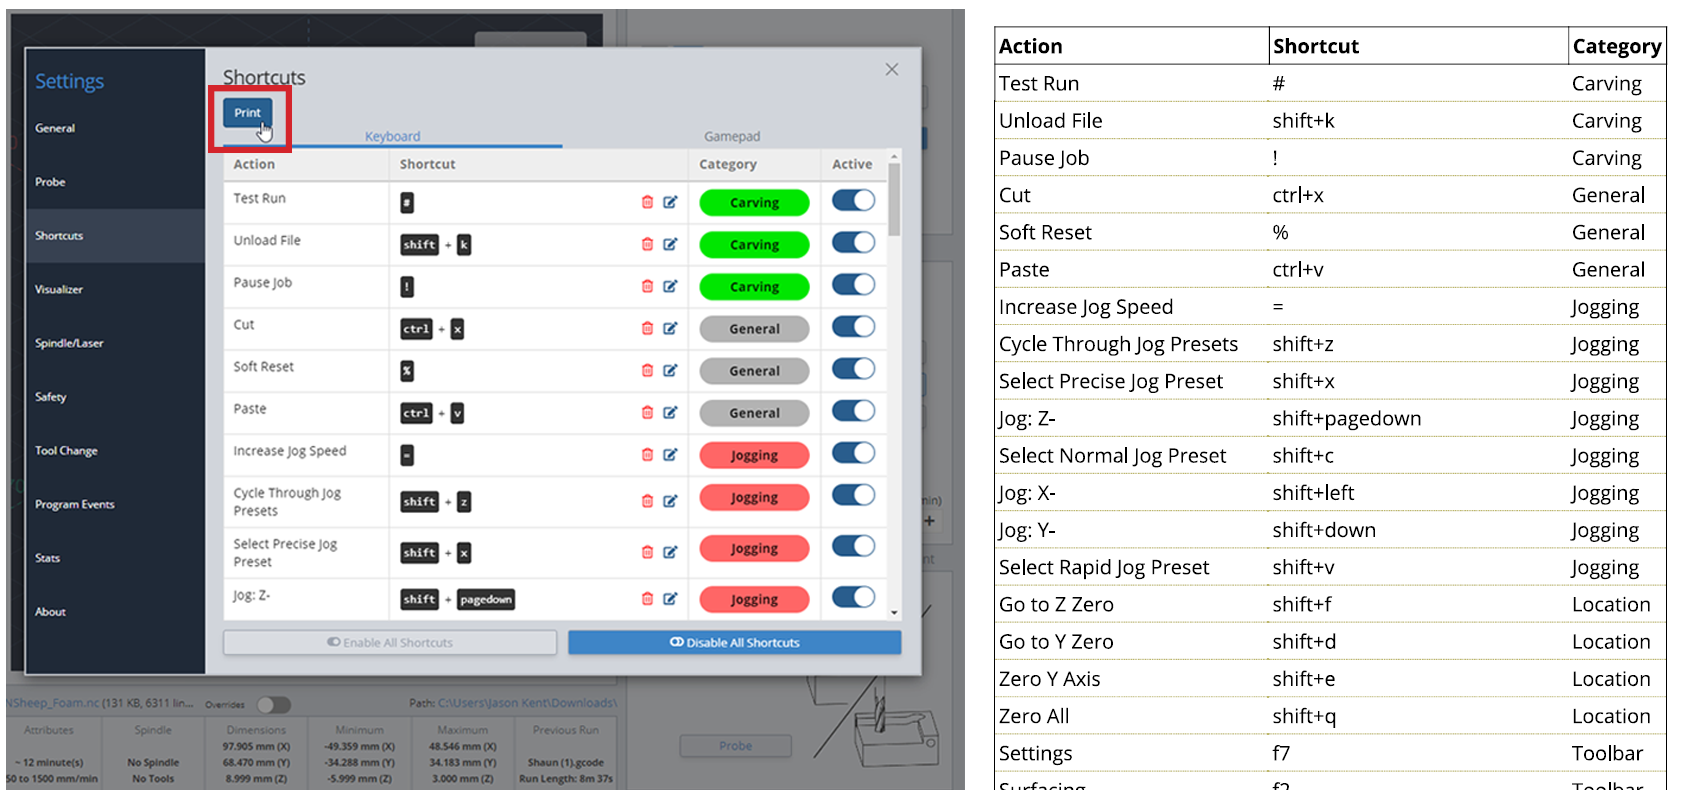 Settings
General
Probe
Shortcuts
Visualizer
Spindle/Laser
Safety
Tool Change
Program Events
Stats
About
Shortcuts
Print
Keyboard Gamepad
Action Shortcut Category Active
Test Run # Carving
Unload File shift + k Carving
Pause Job ! Carving
Cut ctrl + x General
Soft Reset % General
Paste ctrl + v General
Increase Jog Speed = Jogging
Cycle Through Jog
Presets shift + z Jogging
Select Precise Jog
Preset shift + x Jogging
Jog: Z- shift + pagedown Jogging
Enable All Shortcuts Disable All Shortcuts
NSheep_Foam.nc (131 KB, 6311 lin... Overrides Path: C:\Users\Jason Kent\Downloads\
Attributes Spindle Dimensions Minimum Maximum Previous Run
97.905 mm (X) -49.359 mm (X) 48.546 mm (X)
~ 12 minute(s) No Spindle 68.470 mm (Y) -34.288 mm (Y) 34.183 mm (Y) Shaun (1).gcode
50 to 1500 mm/min No Tools 8.999 mm (Z) -5.999 mm (Z) 3.000 mm (Z) Run Length: 8m 37s
min)
+
nt
Probe
Action Shortcut Category
Test Run # Carving
Unload File shift+k Carving
Pause Job ! Carving
Cut ctrl+x General
Soft Reset % General
Paste ctrl+v General
Increase Jog Speed = Jogging
Cycle Through Jog Presets shift+z Jogging
Select Precise Jog Preset shift+x Jogging
Jog: Z- shift+pagedown Jogging
Select Normal Jog Preset shift+c Jogging
Jog: X- shift+left Jogging
Jog: Y- shift+down Jogging
Select Rapid Jog Preset shift+v Jogging
Go to Z Zero shift+f Location
Go to Y Zero shift+d Location
Zero Y Axis shift+e Location
Zero All shift+q Location
Settings f7 Toolbar
Surfacing f2 Toolbar